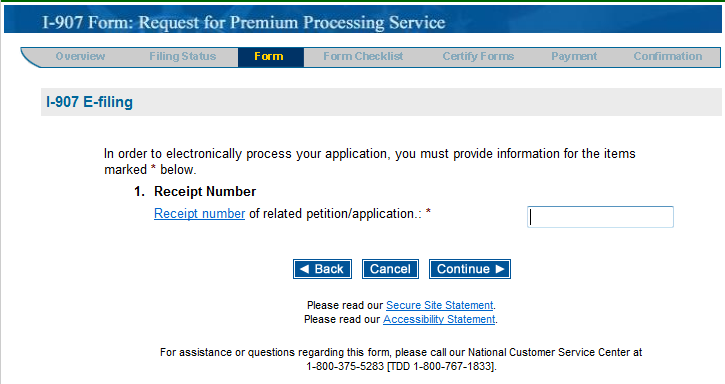 I-907 Form: Request for Premium Processing Service
Overview Filing Status Form Form Checklist Certify Forms Payment Confirmation
I-907 E-filing
In order to electronically process your application, you must provide information for the items
marked * below.
1. Receipt Number
Receipt number of related petition/application.: *
Back Cancel Continue
Please read our Secure Site Statement.
Please read our Accessibility Statement.
For assistance or questions regarding this form, please call our National Customer Service Center at
1-800-375-5283 [TDD 1-800-767-1833].